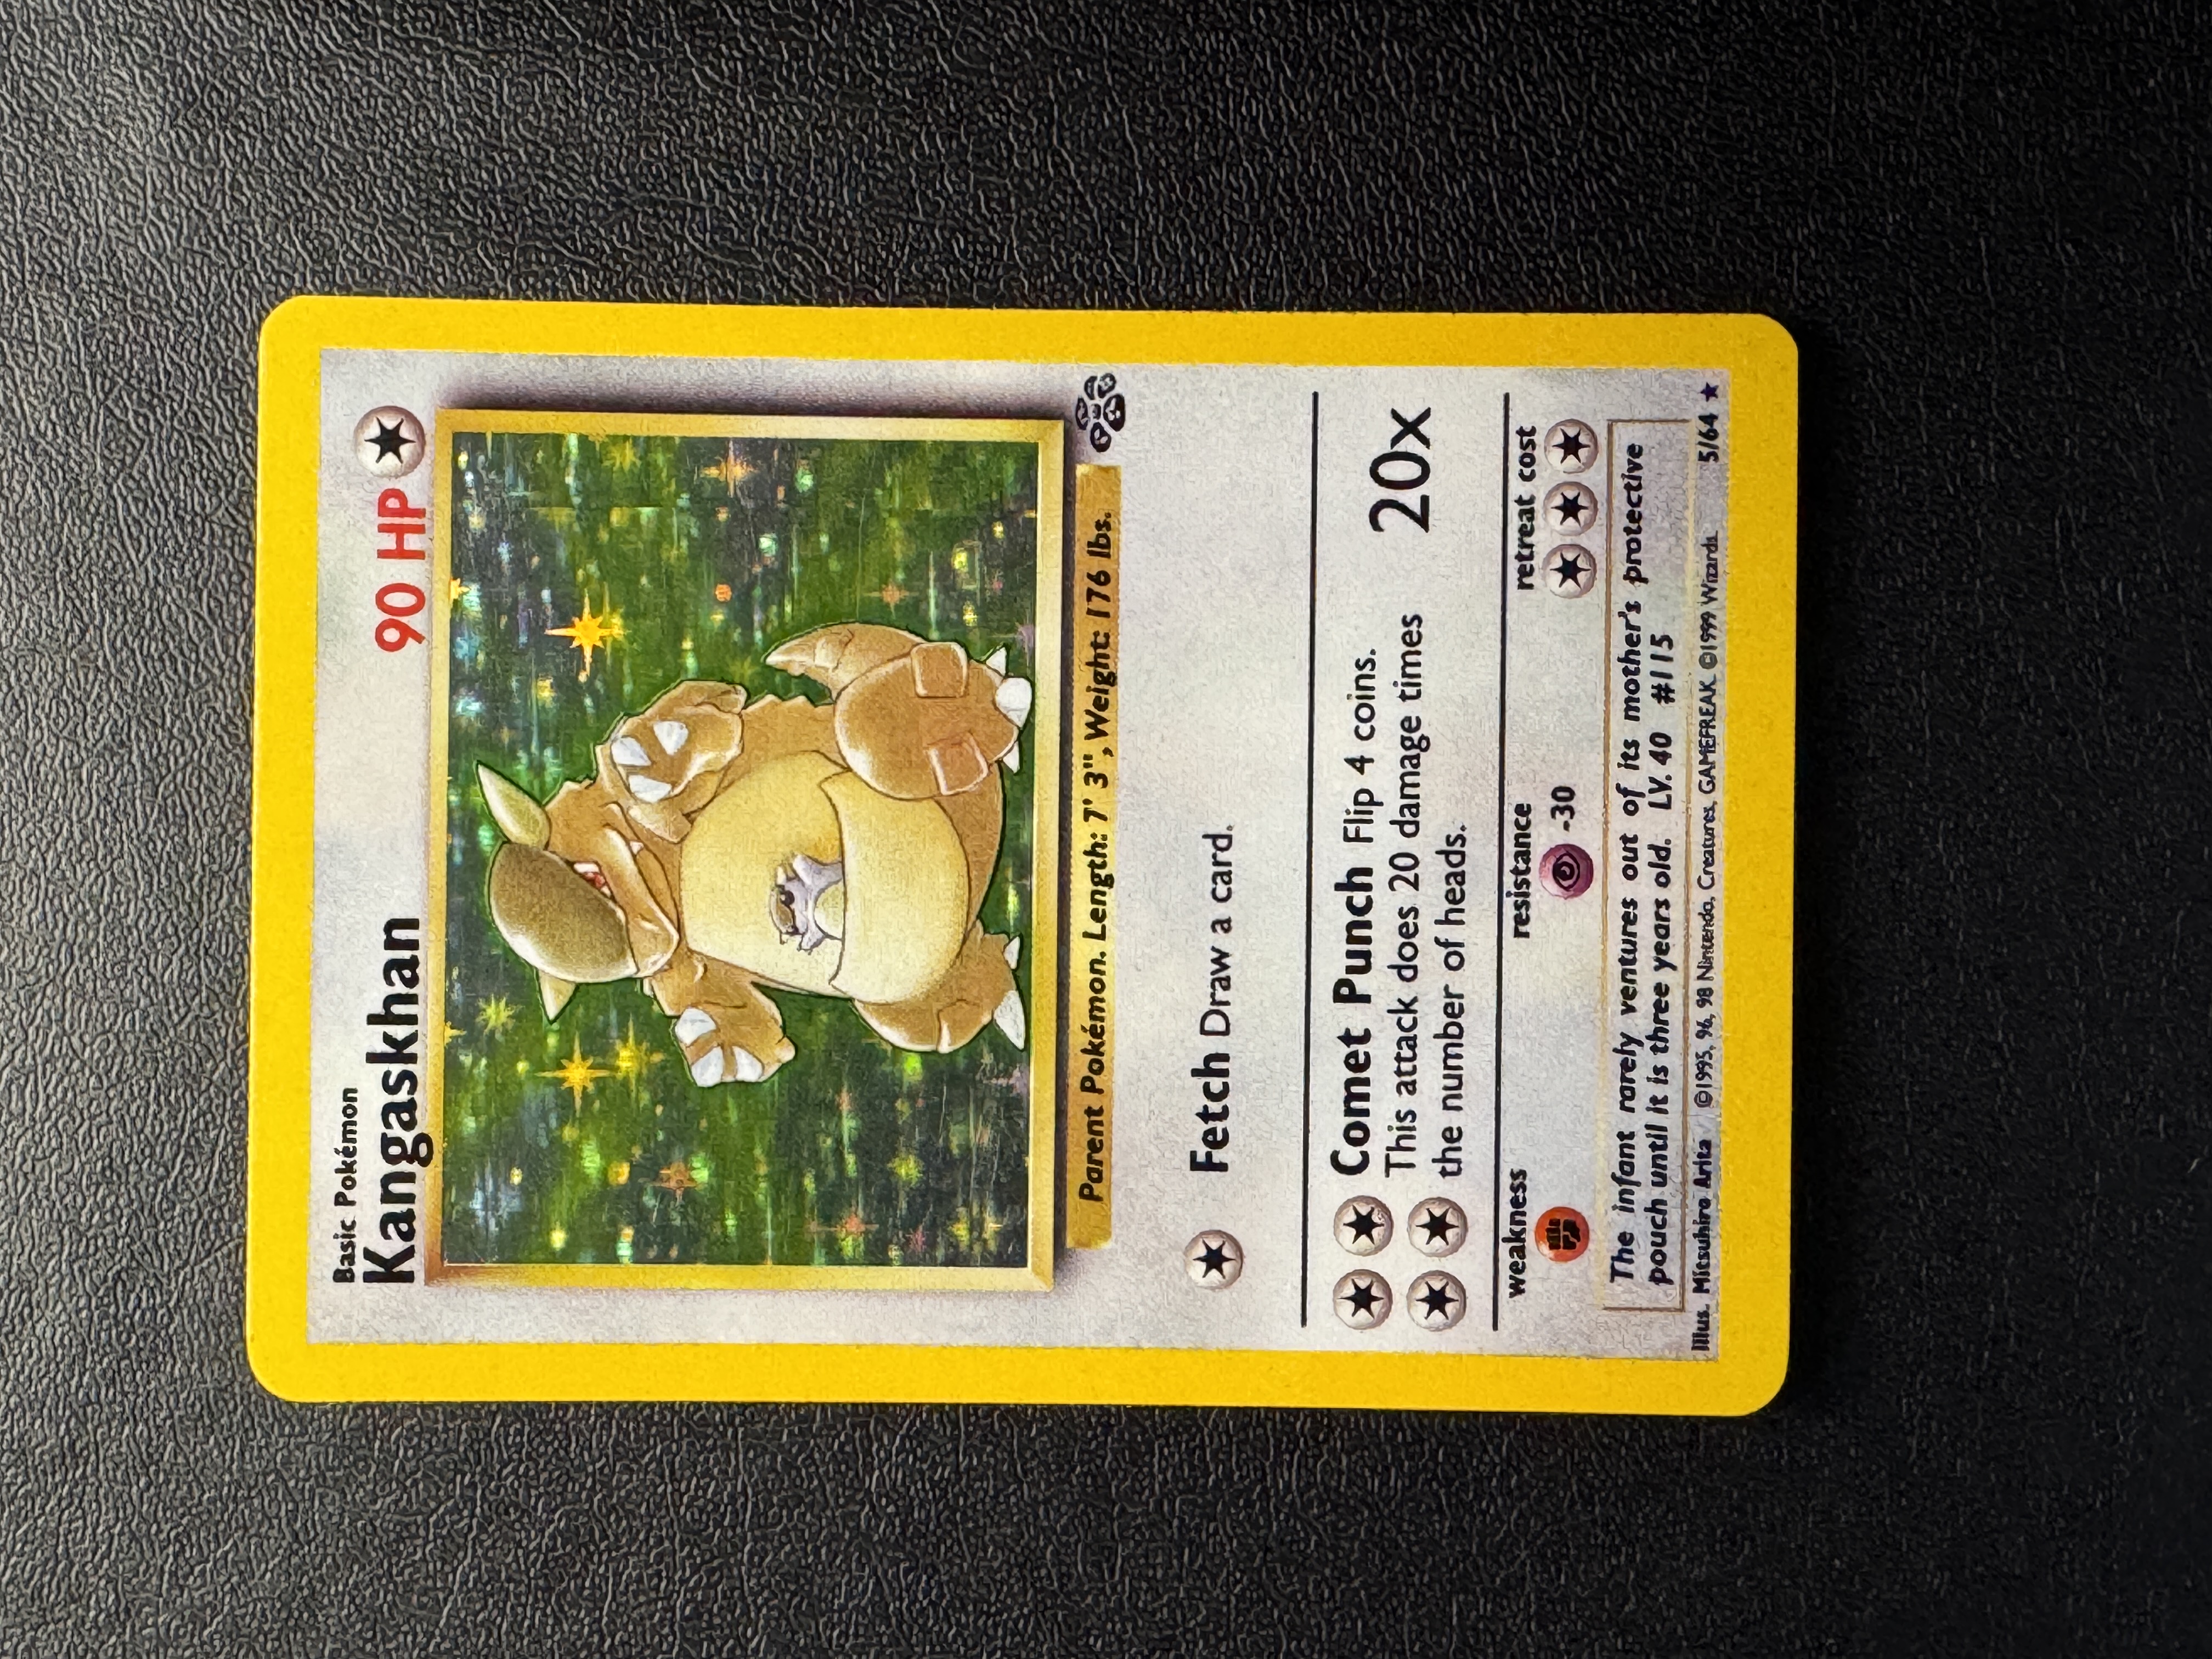 Basic Pokémon
Kangaskhan 90 HP
Parent Pokémon. Length: 7' 3", Weight: 176 lbs.
Fetch Draw a card.
Comet Punch Flip 4 coins.
This attack does 20 damage times
the number of heads.
20x
weakness resistance retreat cost
-30
The infant rarely ventures out of its mother's protective
pouch until it is three years old. LV. 40 #115
Illus. Mitsuhiro Arita ©1995, 96, 98 Nintendo, Creatures, GAMEFREAK. ©1999 Wizards. 5/64 ★